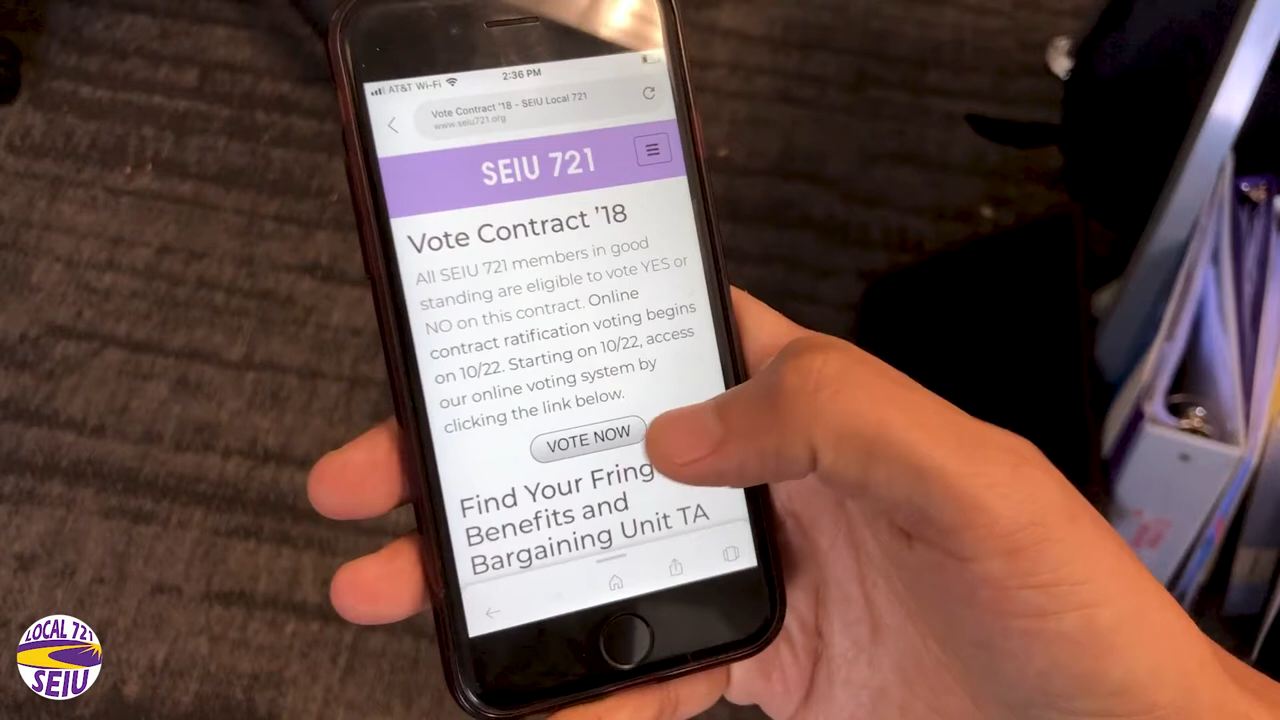 AT&T Wi-Fi
2:36 PM
Vote Contract '18 - SEIU Local 721
www.seiu721.org
SEIU 721
Vote Contract ’18
All SEIU 721 members in good
standing are eligible to vote YES or
NO on this contract. Online
contract ratification voting begins
on 10/22. Starting on 10/22, access
our online voting system by
clicking the link below.
VOTE NOW
Find Your Fring
Benefits and
Bargaining Unit TA
LOCAL 721
SEIU